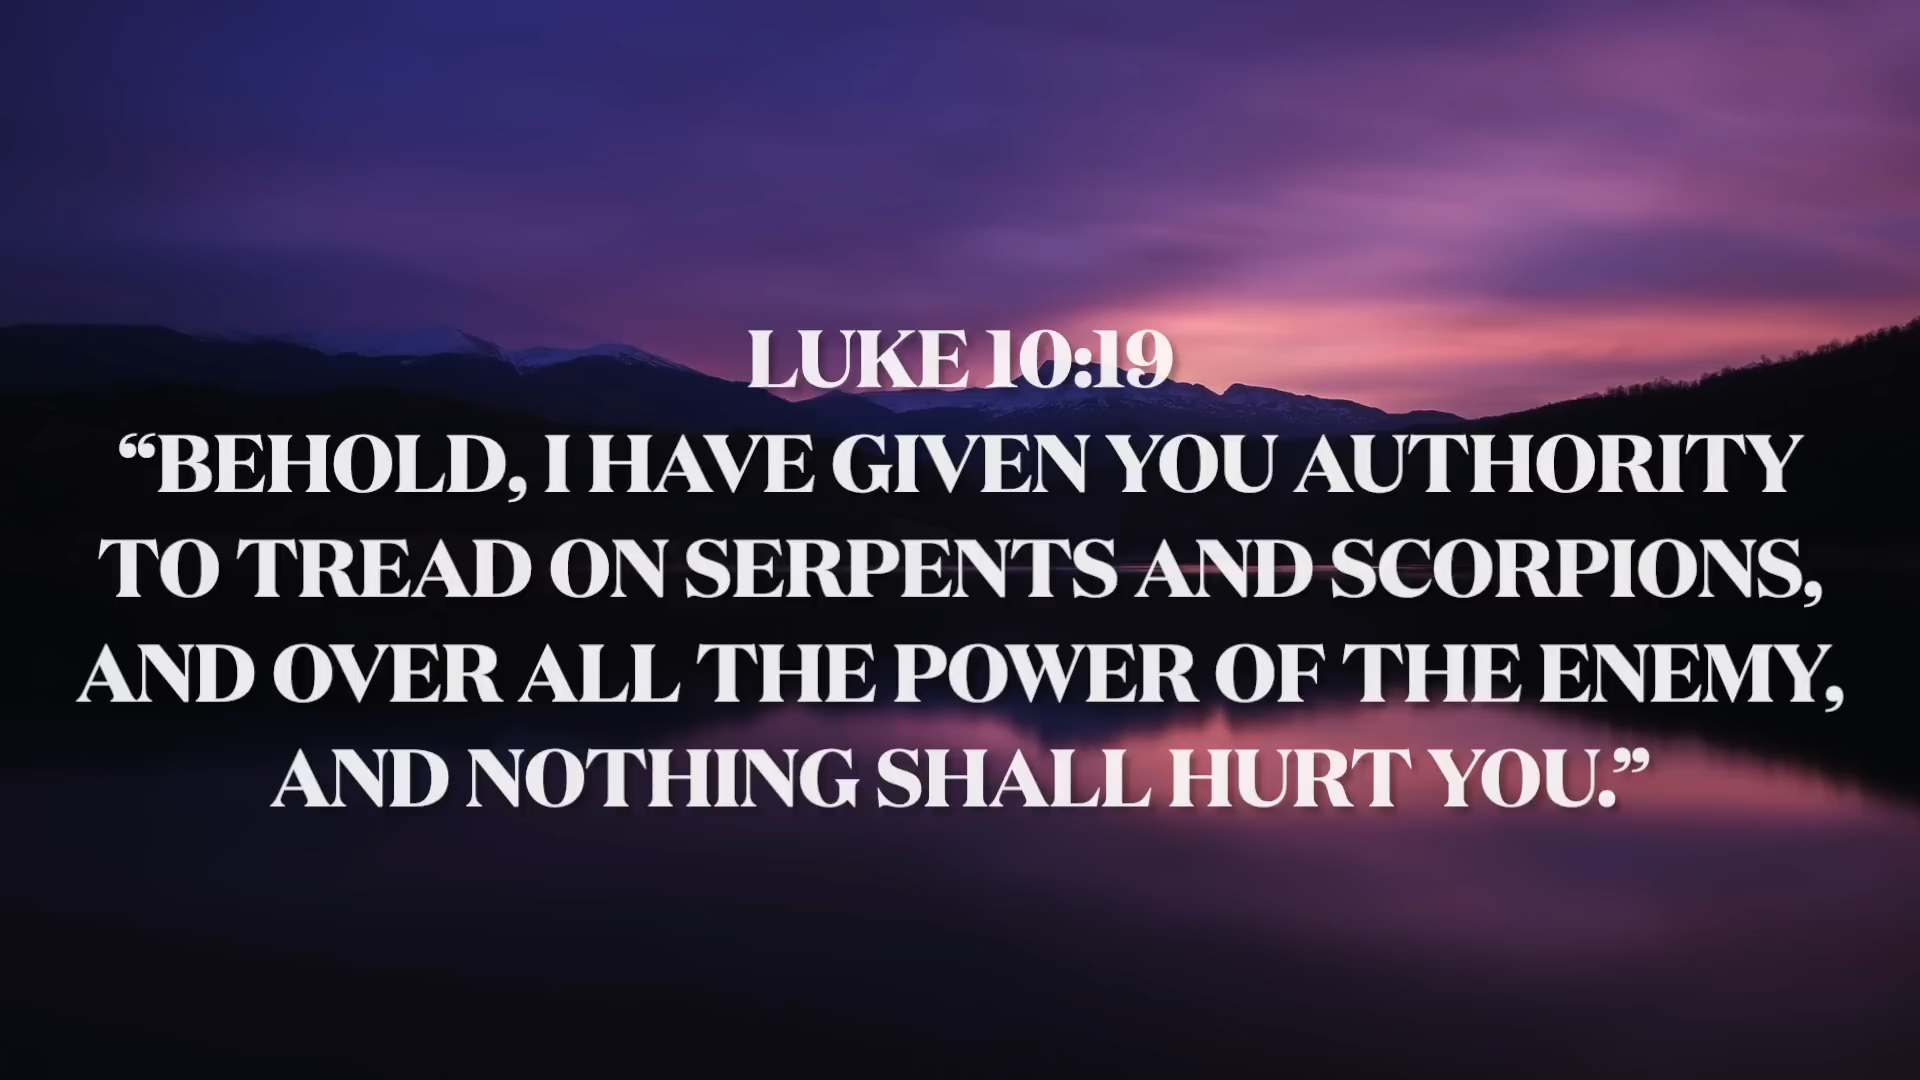 LUKE 10:19
“BEHOLD, I HAVE GIVEN YOU AUTHORITY
TO TREAD ON SERPENTS AND SCORPIONS,
AND OVER ALL THE POWER OF THE ENEMY,
AND NOTHING SHALL HURT YOU.”